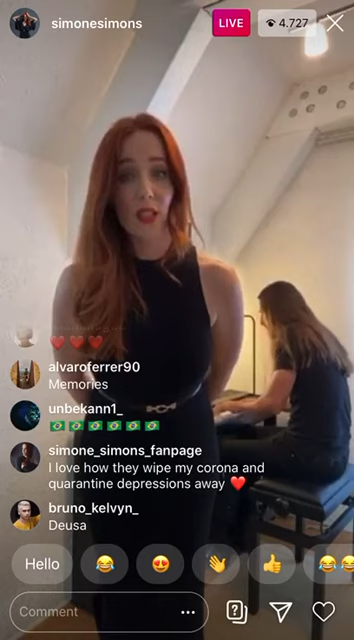 simonesimons
LIVE
4.727
alvaroferrer90
Memories
unbekann1_
simone_simons_fanpage
I love how they wipe my corona and
quarantine depressions away ❤️
bruno_kelvyn_
Deusa
Hello
Comment